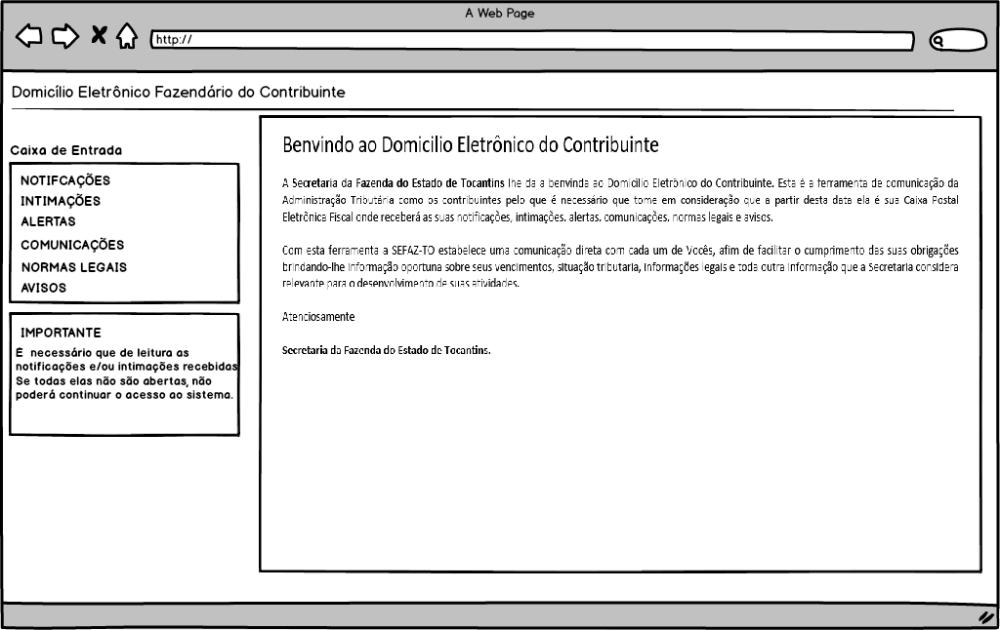 A Web Page
http://
Domicílio Eletrônico Fazendário do Contribuinte
Caixa de Entrada
NOTIFCAÇÕES
INTIMAÇÕES
ALERTAS
COMUNICAÇÕES
NORMAS LEGAIS
AVISOS
IMPORTANTE
É necessário que de leitura as
notificações e/ou intimações recebidas
Se todas elas não são abertas, não
poderá continuar o acesso ao sistema.
Benvindo ao Domicilio Eletrônico do Contribuinte
A Secretaria da Fazenda do Estado de Tocantins lhe da a benvinda ao Domicilio Eletrônico do Contribuinte. Esta é a ferramenta de comunicação da
Administração Tributária como os contribuintes pelo que é necessário que tome em consideração que a partir desta data ela é sua Caixa Postal
Eletrônica Fiscal onde receberá as suas notificações, intimações, alertas, comunicações, normas legais e avisos.
Com esta ferramenta a SEFAZ-TO estabelece uma comunicação direta com cada um de Vocês, afim de facilitar o cumprimento das suas obrigações
brindando-lhe informação oportuna sobre seus vencimentos, situação tributaria, informações legais e toda outra informação que a Secretaria considera
relevante para o desenvolvimento de suas atividades.
Atenciosamente
Secretaria da Fazenda do Estado de Tocantins.